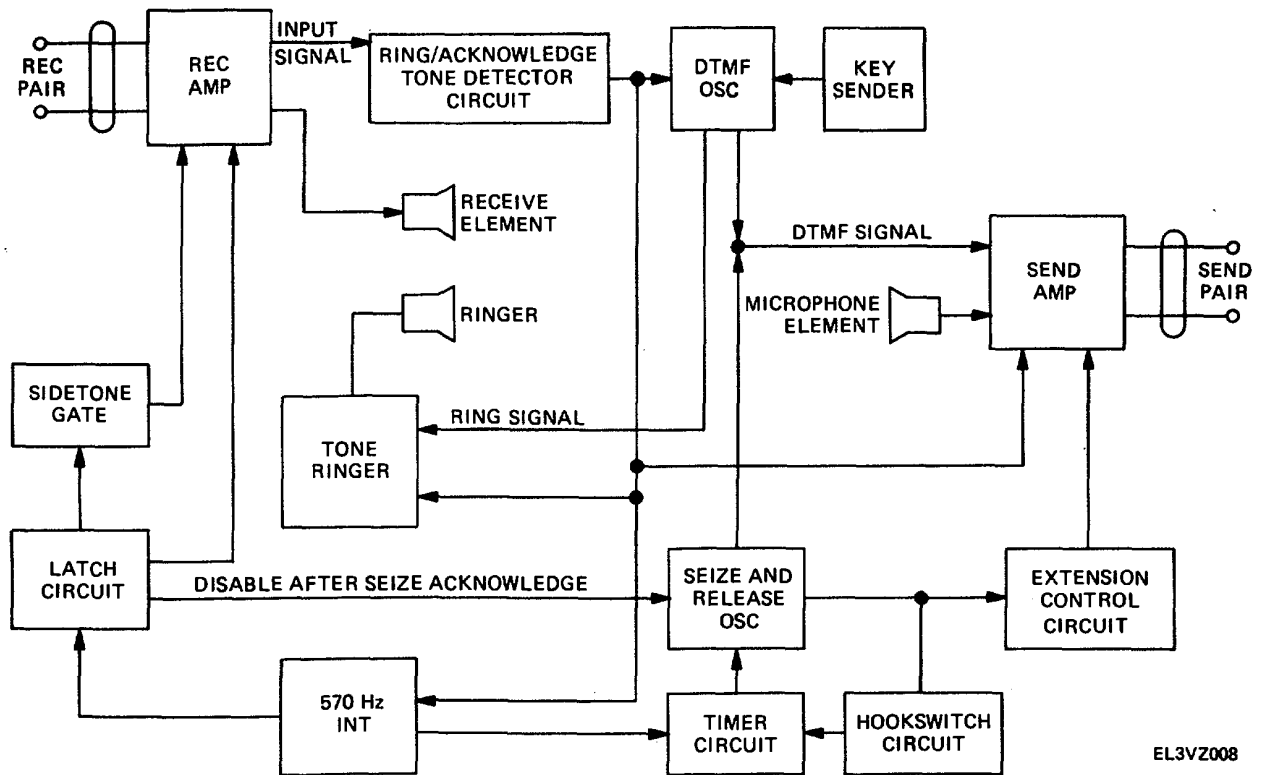 REC
PAIR
REC
AMP
INPUT
SIGNAL
RING/ACKNOWLEDGE
TONE DETECTOR
CIRCUIT
DTMF
OSC
KEY
SENDER
RECEIVE
ELEMENT
DTMF SIGNAL
SEND
AMP
SEND
PAIR
RINGER
MICROPHONE
ELEMENT
SIDETONE
GATE
TONE
RINGER
RING SIGNAL
LATCH
CIRCUIT
DISABLE AFTER SEIZE ACKNOWLEDGE
SEIZE AND
RELEASE
OSC
EXTENSION
CONTROL
CIRCUIT
570 Hz
INT
TIMER
CIRCUIT
HOOKSWITCH
CIRCUIT
EL3VZ008